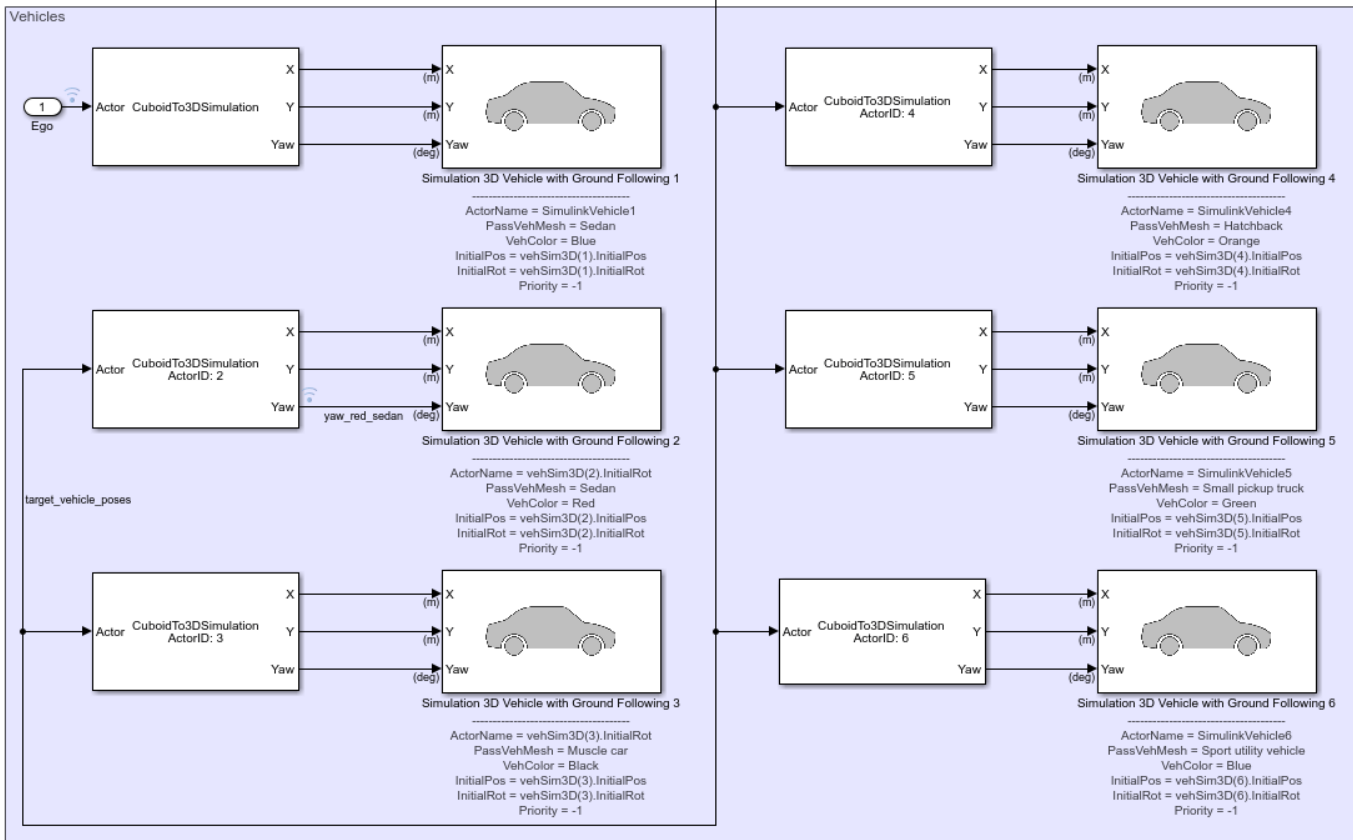 Vehicles
1
Ego
Actor
CuboidTo3DSimulation
X
Y
Yaw
(m)
(m)
(deg)
X
Y
Yaw
Simulation 3D Vehicle with Ground Following 1
---------------------------------------
ActorName = SimulinkVehicle1
PassVehMesh = Sedan
VehColor = Blue
InitialPos = vehSim3D(1).InitialPos
InitialRot = vehSim3D(1).InitialRot
Priority = -1
Actor
CuboidTo3DSimulation
ActorID: 4
X
Y
Yaw
(m)
(m)
(deg)
X
Y
Yaw
Simulation 3D Vehicle with Ground Following 4
---------------------------------------
ActorName = SimulinkVehicle4
PassVehMesh = Hatchback
VehColor = Orange
InitialPos = vehSim3D(4).InitialPos
InitialRot = vehSim3D(4).InitialRot
Priority = -1
Actor
CuboidTo3DSimulation
ActorID: 2
X
Y
Yaw
yaw_red_sedan
(m)
(m)
(deg)
X
Y
Yaw
Simulation 3D Vehicle with Ground Following 2
---------------------------------------
ActorName = vehSim3D(2).InitialRot
PassVehMesh = Sedan
VehColor = Red
InitialPos = vehSim3D(2).InitialPos
InitialRot = vehSim3D(2).InitialRot
Priority = -1
Actor
CuboidTo3DSimulation
ActorID: 5
X
Y
Yaw
(m)
(m)
(deg)
X
Y
Yaw
Simulation 3D Vehicle with Ground Following 5
---------------------------------------
ActorName = SimulinkVehicle5
PassVehMesh = Small pickup truck
VehColor = Green
InitialPos = vehSim3D(5).InitialPos
InitialRot = vehSim3D(5).InitialRot
Priority = -1
target_vehicle_poses
Actor
CuboidTo3DSimulation
ActorID: 3
X
Y
Yaw
(m)
(m)
(deg)
X
Y
Yaw
Simulation 3D Vehicle with Ground Following 3
---------------------------------------
ActorName = vehSim3D(3).InitialRot
PassVehMesh = Muscle car
VehColor = Black
InitialPos = vehSim3D(3).InitialPos
InitialRot = vehSim3D(3).InitialRot
Priority = -1
Actor
CuboidTo3DSimulation
ActorID: 6
X
Y
Yaw
(m)
(m)
(deg)
X
Y
Yaw
Simulation 3D Vehicle with Ground Following 6
---------------------------------------
ActorName = SimulinkVehicle6
PassVehMesh = Sport utility vehicle
VehColor = Blue
InitialPos = vehSim3D(6).InitialPos
InitialRot = vehSim3D(6).InitialRot
Priority = -1